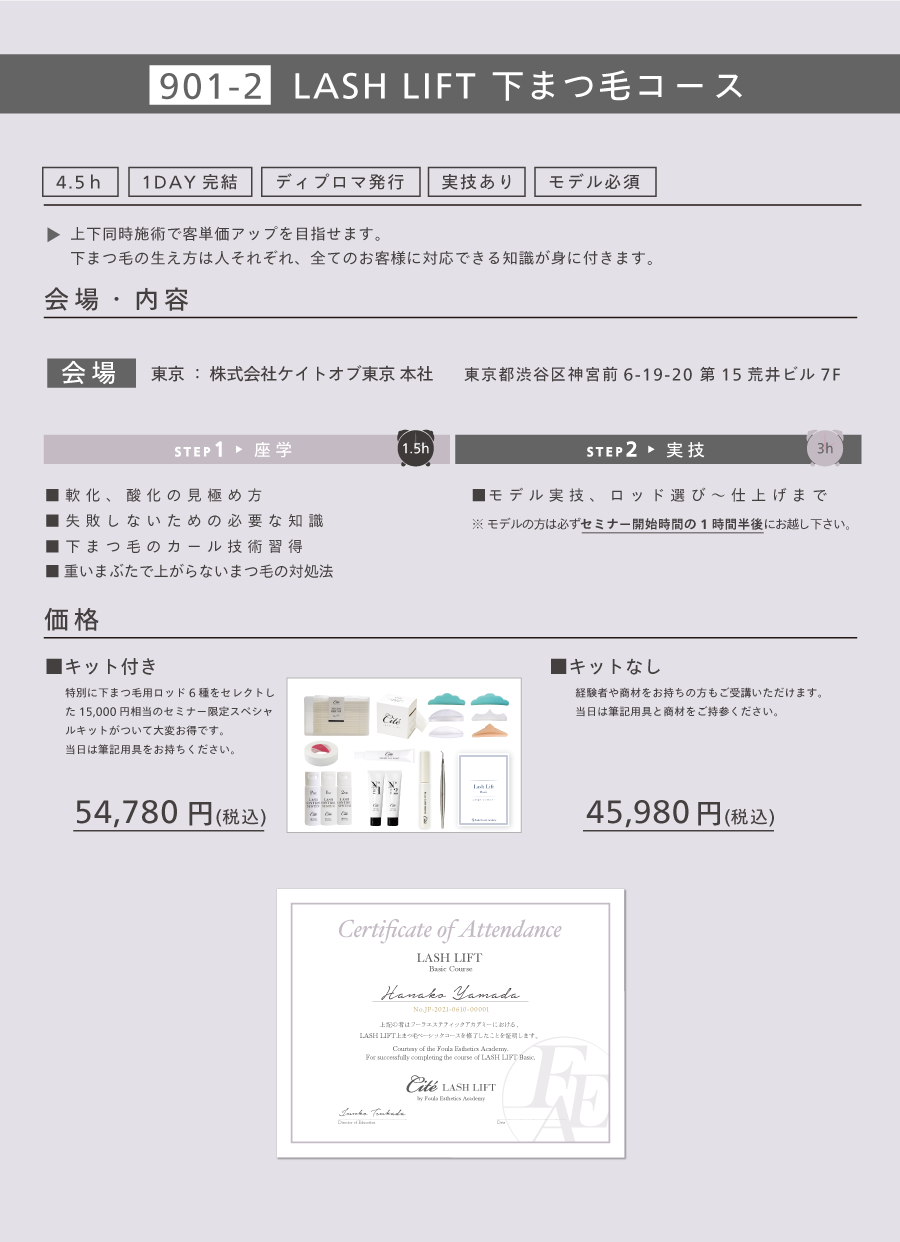 901-2 LASH LIFT 下まつ毛コース
4.5h 1DAY 完結 ディプロマ発行 実技あり モデル必須
▶ 上下同時施術で客単価アップを目指せます。
下まつ毛の生え方は人それぞれ、全てのお客様に対応できる知識が身に付きます。
会場・内容
会場 東京 : 株式会社ケイトオブ東京 本社 東京都渋谷区神宮前 6-19-20 第 15 荒井ビル 7F
STEP1 ▶ 座学 1.5h
■ 軟化、酸化の見極め方
■ 失敗しないための必要な知識
■ 下まつ毛のカール技術習得
■ 重いまぶたで上がらないまつ毛の対処法
STEP2 ▶ 実技 3h
■モデル実技、ロッド選び～仕上げまで
※ モデルの方は必ずセミナー開始時間の 1 時間半後にお越し下さい。
価格
■キット付き
特別に下まつ毛用ロッド 6 種をセレクトし
た 15,000 円相当のセミナー限定スペシャ
ルキットがついて大変お得です。
当日は筆記用具をお持ちください。
54,780 円(税込)
Cité
Cité
N°1
N°2
Cité
Cité
Lash Lift
■キットなし
経験者や商材をお持ちの方もご受講いただけます。
当日は筆記用具と商材をご持参ください。
45,980 円(税込)
Certificate of Attendance
LASH LIFT
Basic Course
Hanako Yamada
No.JP-2021-0610-00001
上記の者はフーラエステティックアカデミーにおける、
LASH LIFT上まつ毛ベーシックコースを修了したことを証明します。
Courtesy of the Foula Esthetics Academy.
For successfully completing the course of LASH LIFT Basic.
Cité LASH LIFT
by Foula Esthetics Academy
Director of Education
Date
FAE